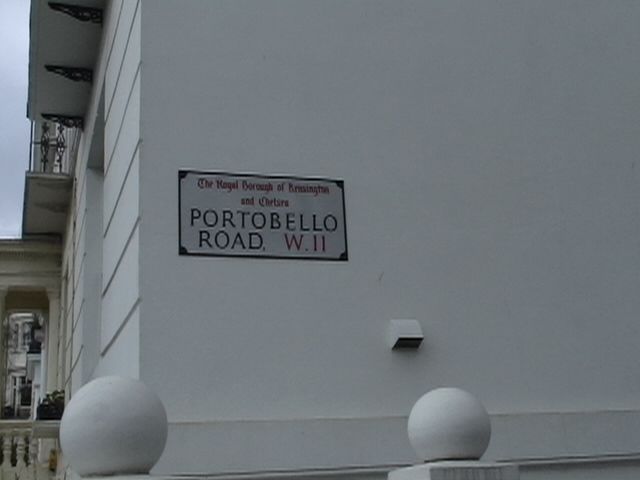 The Royal Borough of Kensington
and Chelsea
PORTOBELLO
ROAD, W.11